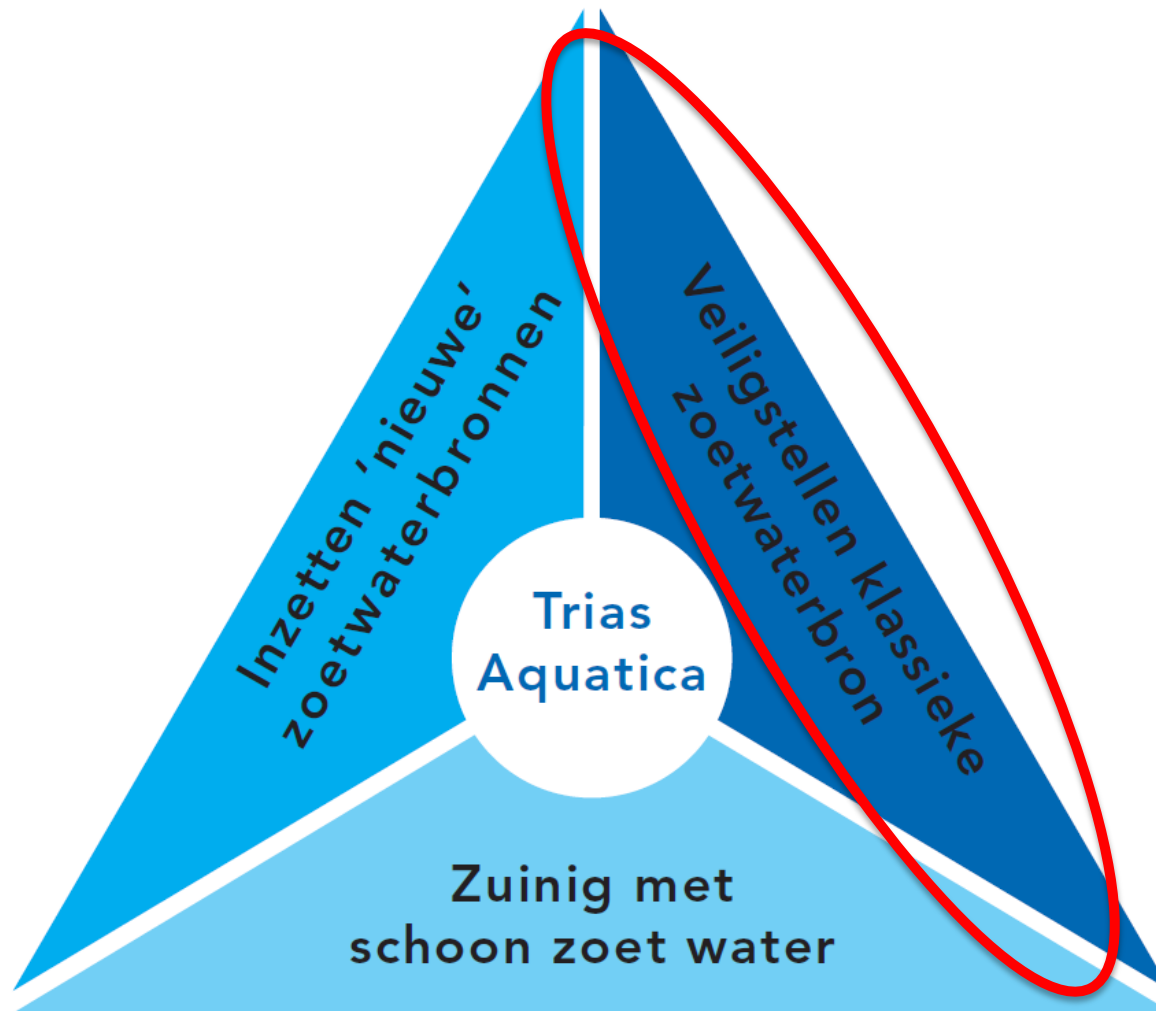 Inzetten ‘nieuwe’
zoetwaterbronnen
Veiligstellen klassieke
zoetwaterbron
Trias
Aquatica
Zuinig met
schoon zoet water